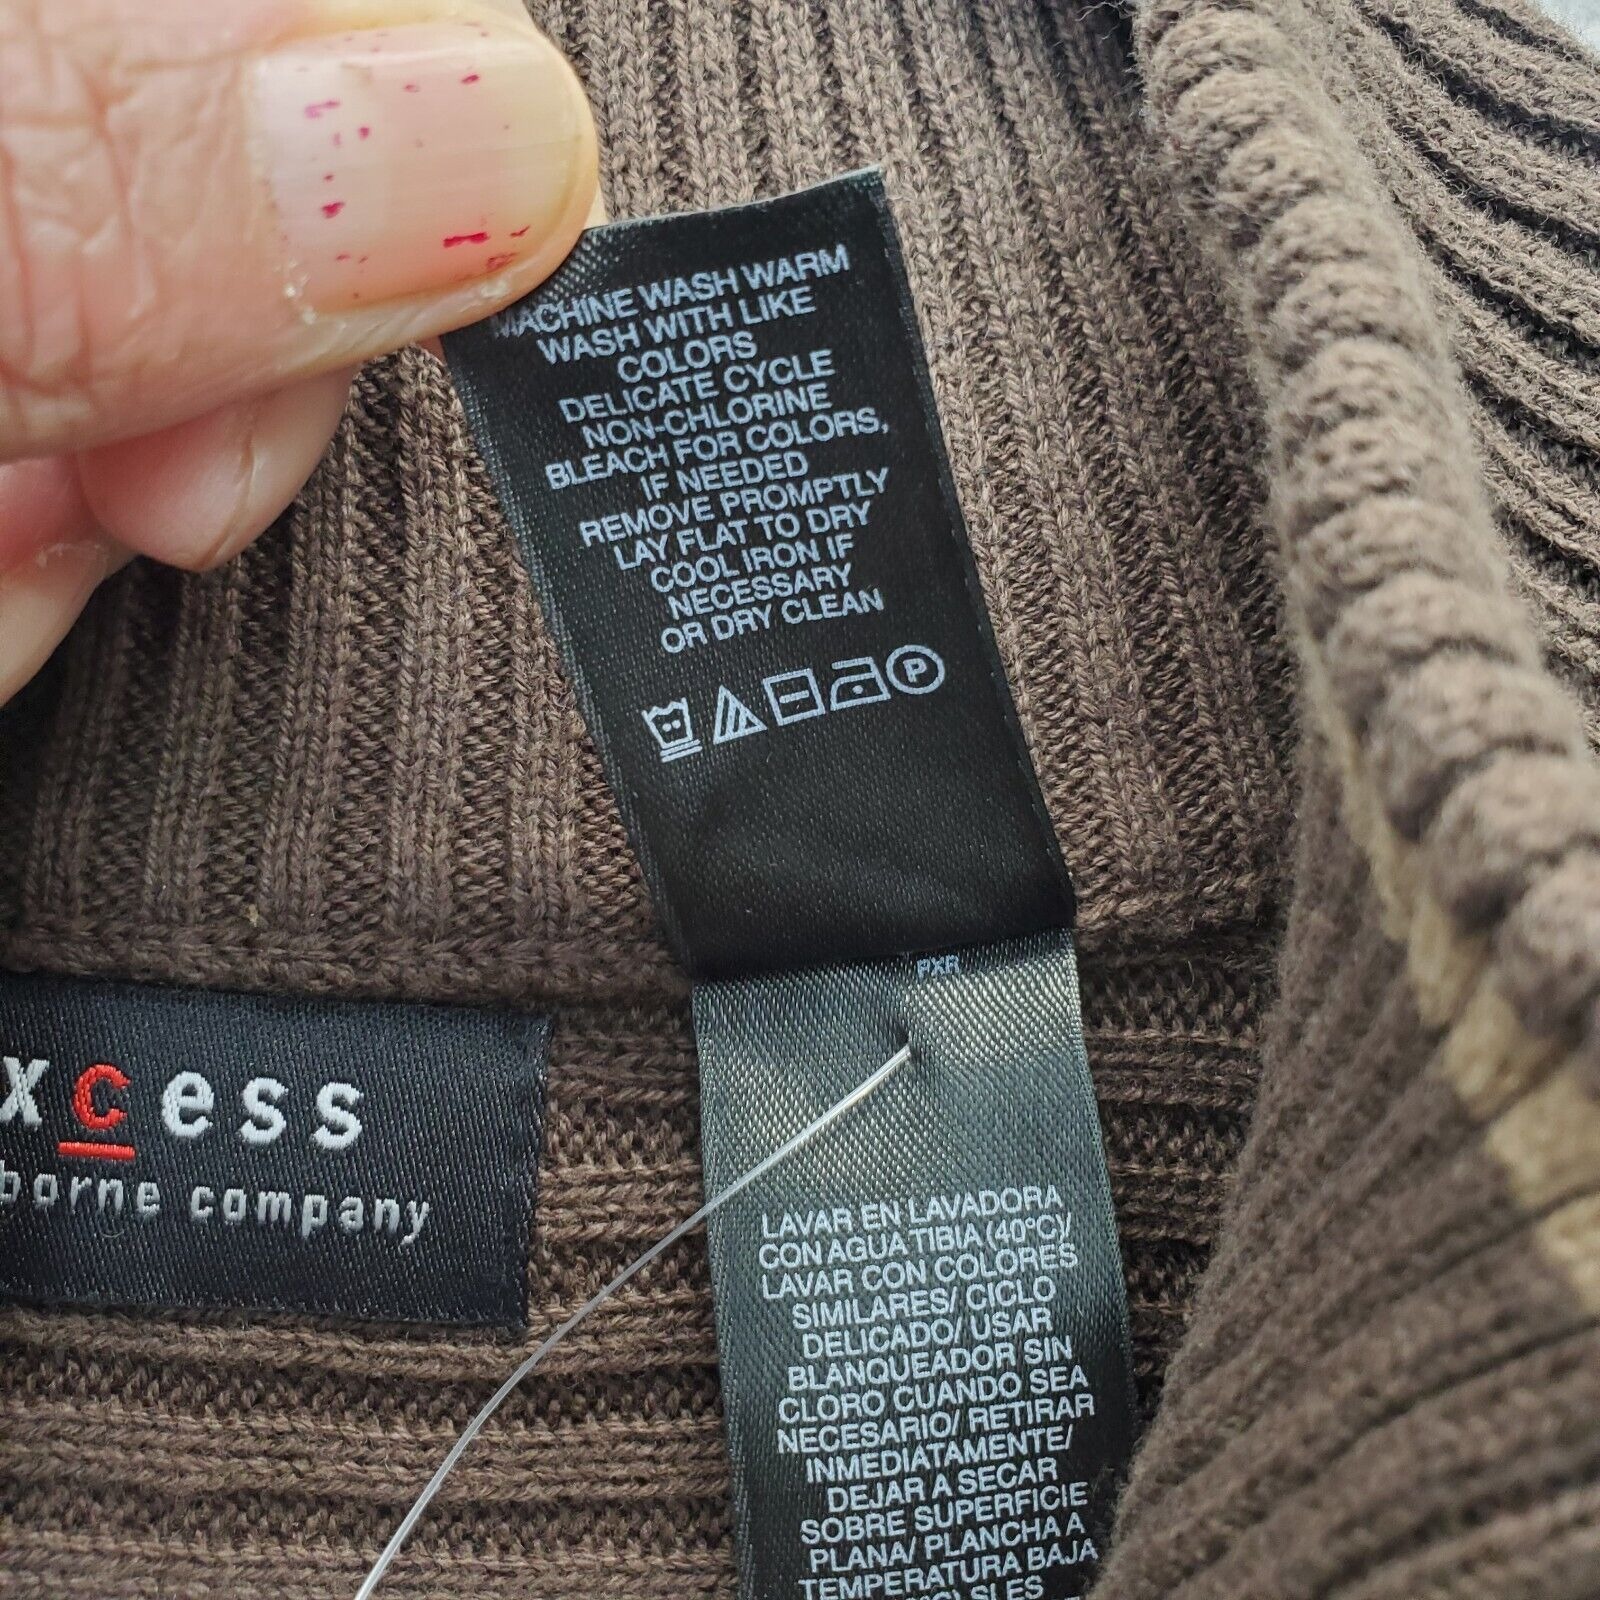 MACHINE WASH WARM
WASH WITH LIKE
COLORS
DELICATE CYCLE
NON-CHLORINE
BLEACH FOR COLORS,
IF NEEDED
REMOVE PROMPTLY
LAY FLAT TO DRY
COOL IRON IF
NECESSARY
OR DRY CLEAN
P
PXR
xcess
borne company
LAVAR EN LAVADORA
CON AGUA TIBIA (40°C)/
LAVAR CON COLORES
SIMILARES/ CICLO
DELICADO/ USAR
BLANQUEADOR SIN
CLORO CUANDO SEA
NECESARIO/ RETIRAR
INMEDIATAMENTE/
DEJAR A SECAR
SOBRE SUPERFICIE
PLANA/ PLANCHA A
TEMPERATURA BAJA
SI ES